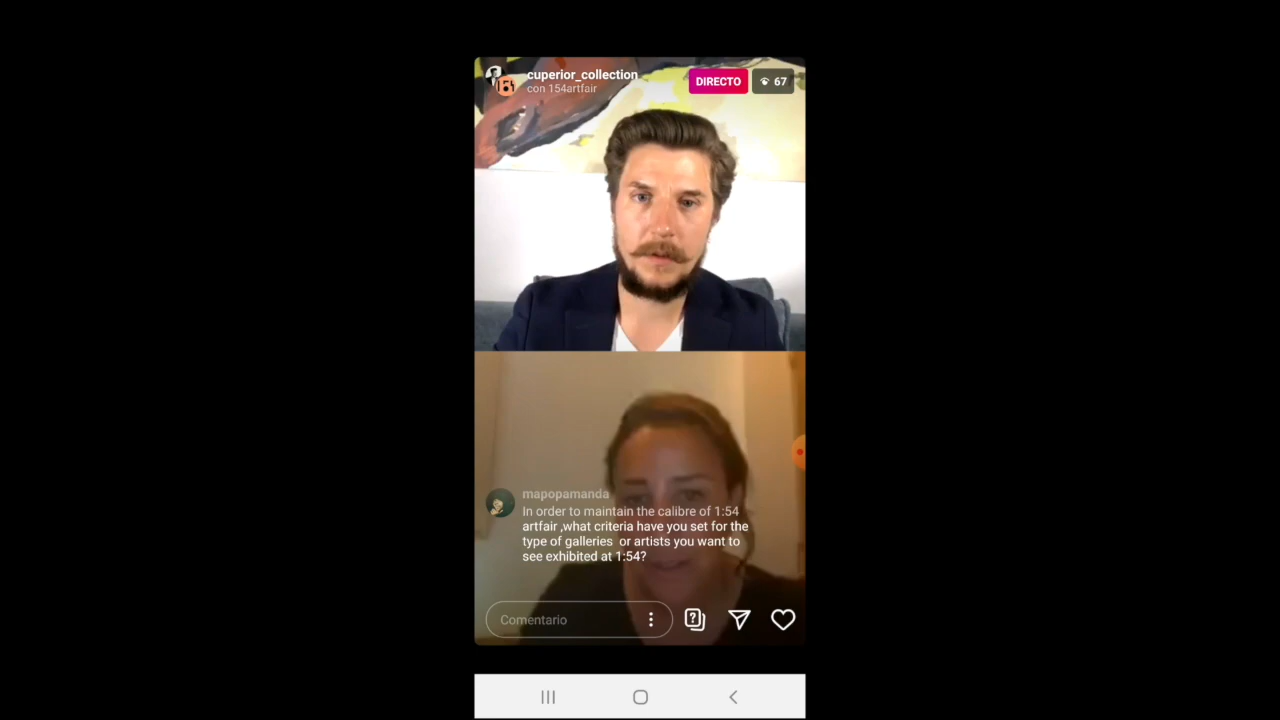 cuperior_collection
con 154artfair
DIRECTO
67
mapopamanda
In order to maintain the calibre of 1:54
artfair ,what criteria have you set for the
type of galleries  or artists you want to
see exhibited at 1:54?
Comentario